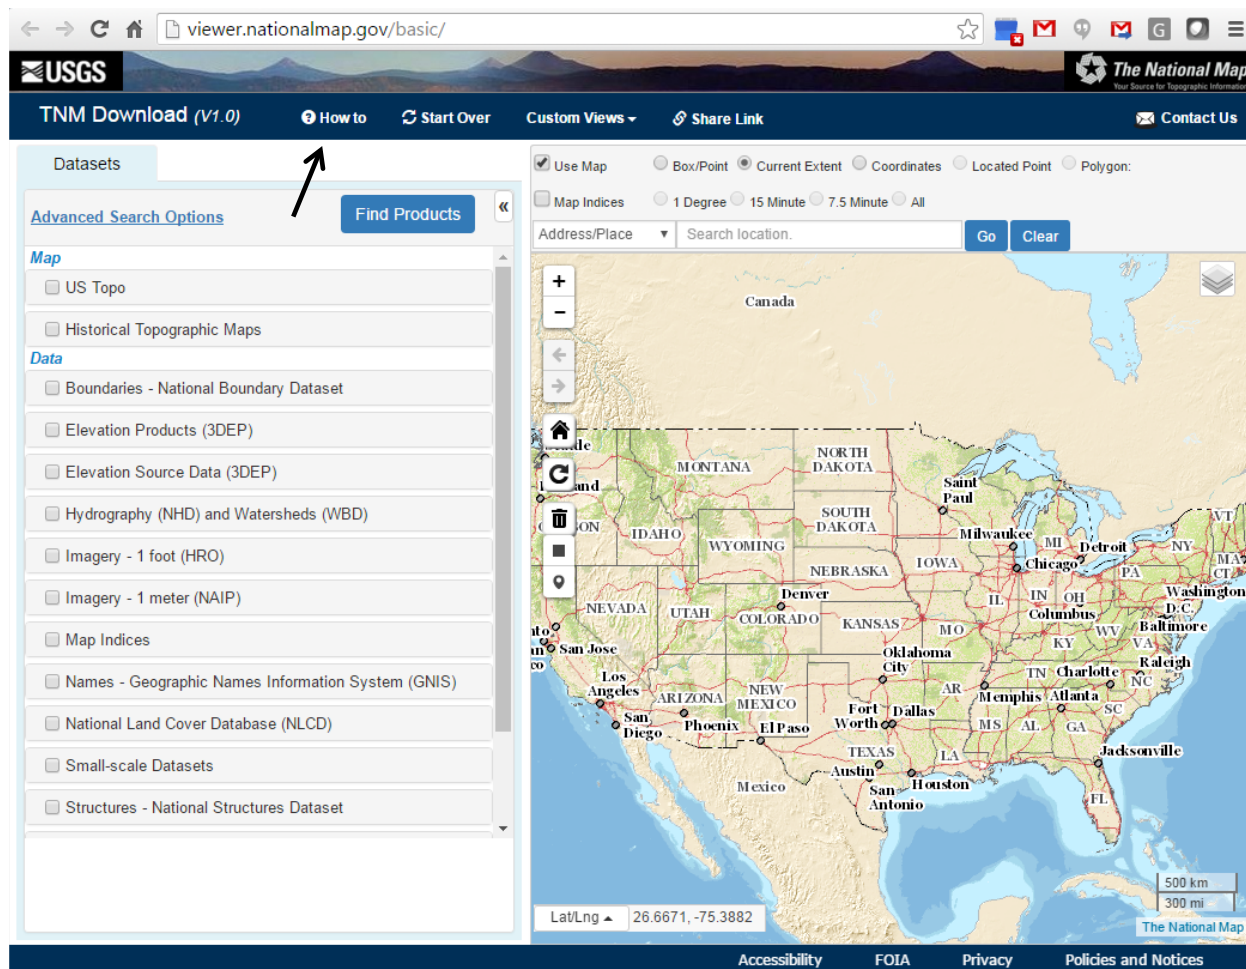 viewer.nationalmap.gov/basic/
USGS
The National Map
Your Source for Topographic Information
TNM Download (V1.0)
How to
Start Over
Custom Views
Share Link
Contact Us
Datasets
Advanced Search Options
Find Products
«
Map
US Topo
Historical Topographic Maps
Data
Boundaries - National Boundary Dataset
Elevation Products (3DEP)
Elevation Source Data (3DEP)
Hydrography (NHD) and Watersheds (WBD)
Imagery - 1 foot (HRO)
Imagery - 1 meter (NAIP)
Map Indices
Names - Geographic Names Information System (GNIS)
National Land Cover Database (NLCD)
Small-scale Datasets
Structures - National Structures Dataset
Use Map
Box/Point
Current Extent
Coordinates
Located Point
Polygon:
Map Indices
1 Degree
15 Minute
7.5 Minute
All
Address/Place
Search location.
Go
Clear
+
−
Canada
MONTANA
NORTH
DAKOTA
Saint
Paul
SOUTH
DAKOTA
IDAHO
WYOMING
Milwaukee
MI
Detroit
NY
VT
MA
CT
NEBRASKA
IOWA
Chicago
PA
Denver
IL
IN
OH
Columbus
Washington
D.C.
Baltimore
NEVADA
UTAH
COLORADO
KANSAS
MO
KY
WV
VA
San Jose
Oklahoma
City
Raleigh
Los
Angeles
ARIZONA
NEW
MEXICO
AR
TN
Charlotte
NC
Memphis
Atlanta
SC
San
Diego
Phoenix
El Paso
Fort
Worth
Dallas
MS
AL
GA
TEXAS
LA
Jacksonville
Austin
Houston
San
Antonio
Mexico
FL
500 km
300 mi
Lat/Lng
26.6671, -75.3882
The National Map
Accessibility
FOIA
Privacy
Policies and Notices